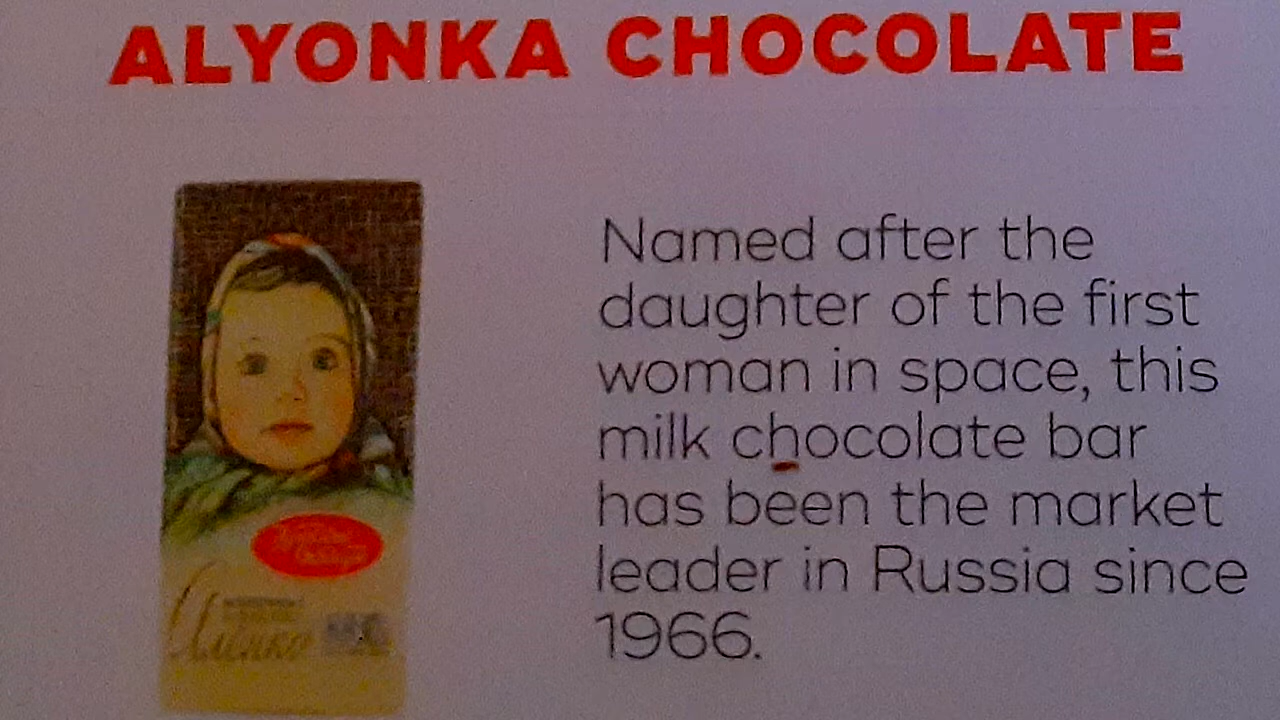 ALYONKA CHOCOLATE
Named after the
daughter of the first
woman in space, this
milk chocolate bar
has been the market
leader in Russia since
1966.
Алёнка